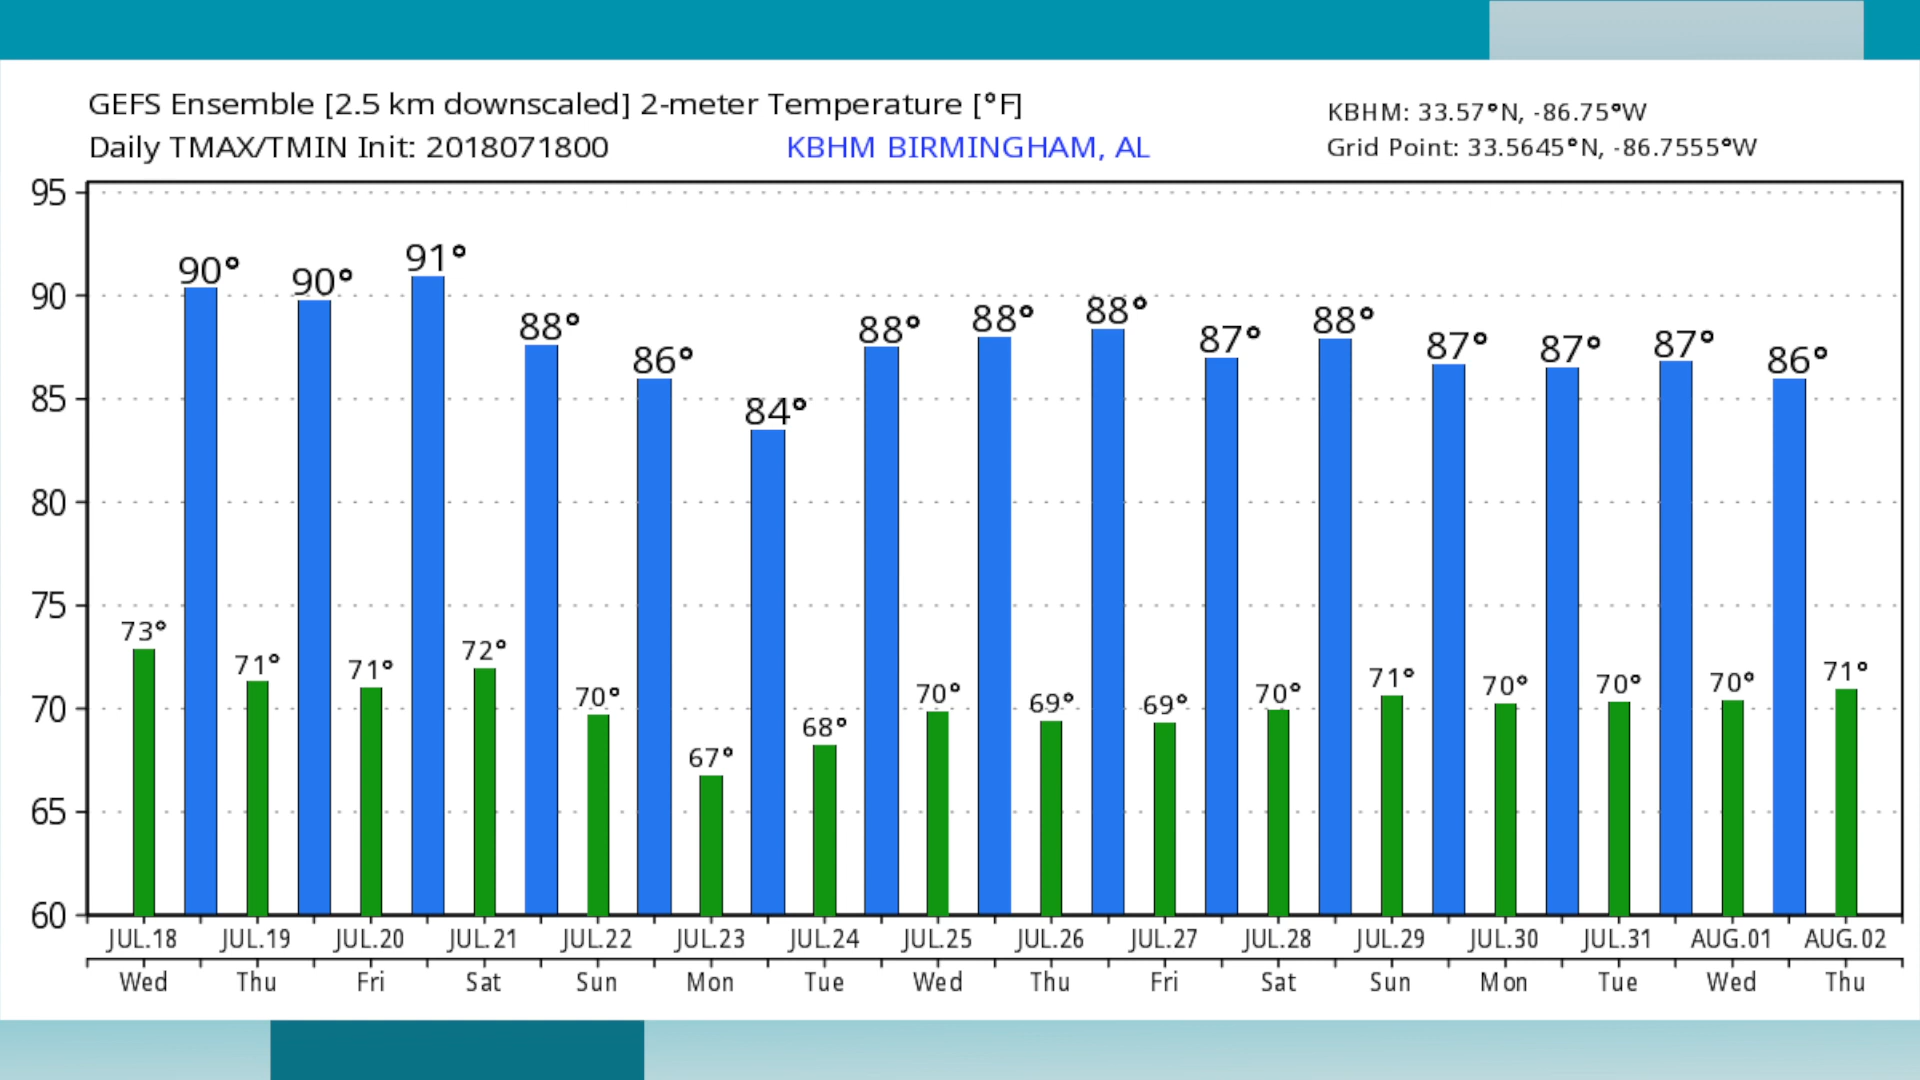 GEFS Ensemble [2.5 km downscaled] 2-meter Temperature [°F]
Daily TMAX/TMIN Init: 2018071800
KBHM BIRMINGHAM, AL
KBHM: 33.57°N, -86.75°W
Grid Point: 33.5645°N, -86.7555°W
95
90
85
80
75
70
65
60
90° 90° 91° 88° 86° 84° 88° 88° 88° 87° 88° 87° 87° 87° 86°
73° 71° 71° 72° 70° 67° 68° 70° 69° 69° 70° 71° 70° 70° 70° 71°
JUL.18 JUL.19 JUL.20 JUL.21 JUL.22 JUL.23 JUL.24 JUL.25 JUL.26 JUL.27 JUL.28 JUL.29 JUL.30 JUL.31 AUG.01 AUG.02
Wed Thu Fri Sat Sun Mon Tue Wed Thu Fri Sat Sun Mon Tue Wed Thu